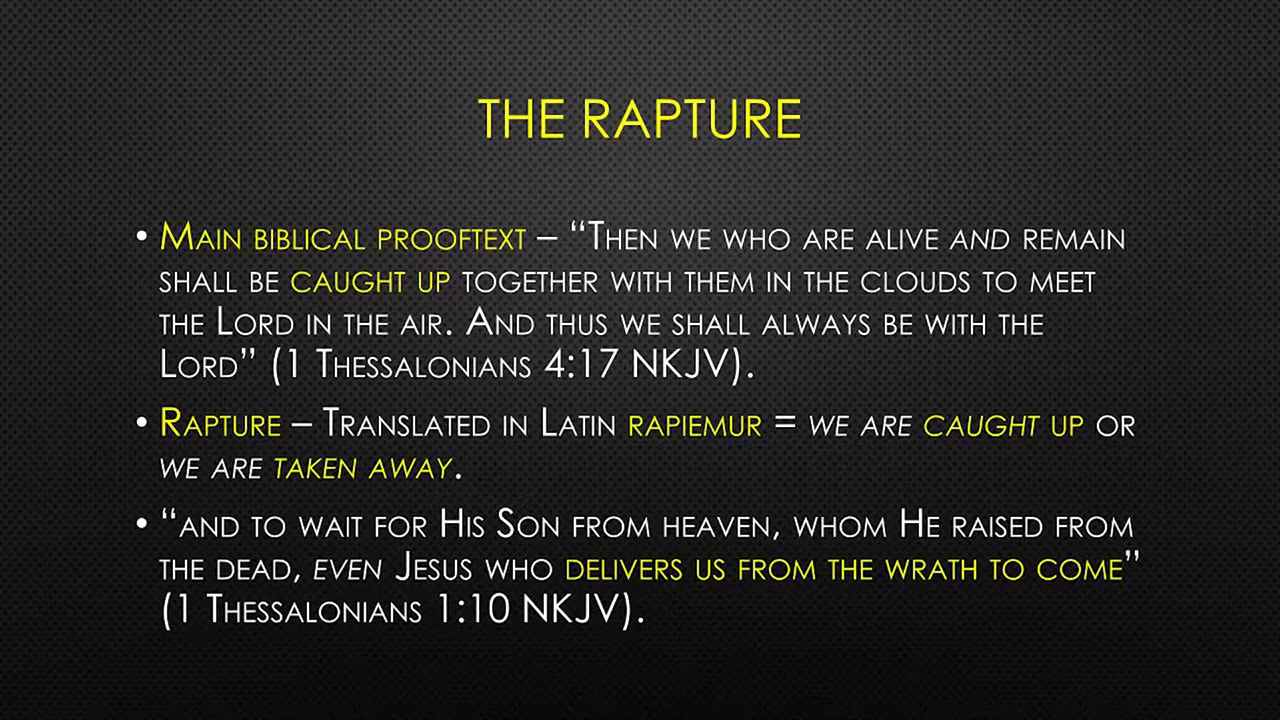 THE RAPTURE
• MAIN BIBLICAL PROOFTEXT – “THEN WE WHO ARE ALIVE AND REMAIN
SHALL BE CAUGHT UP TOGETHER WITH THEM IN THE CLOUDS TO MEET
THE LORD IN THE AIR. AND THUS WE SHALL ALWAYS BE WITH THE
LORD” (1 THESSALONIANS 4:17 NKJV).
• RAPTURE – TRANSLATED IN LATIN RAPIEMUR = WE ARE CAUGHT UP OR
WE ARE TAKEN AWAY.
• “AND TO WAIT FOR HIS SON FROM HEAVEN, WHOM HE RAISED FROM
THE DEAD, EVEN JESUS WHO DELIVERS US FROM THE WRATH TO COME”
(1 THESSALONIANS 1:10 NKJV).